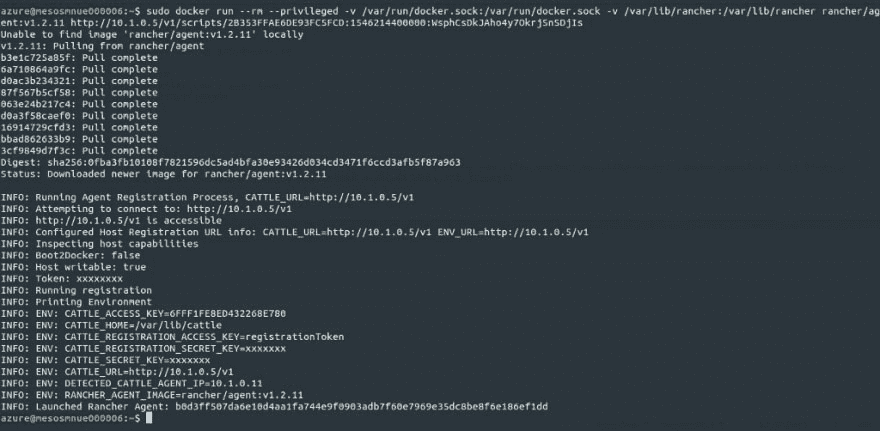 azure@mesosmnue000006:~$ sudo docker run --rm --privileged -v /var/run/docker.sock:/var/run/docker.sock -v /var/lib/rancher:/var/lib/rancher rancher/ag
ent:v1.2.11 http://10.1.0.5/v1/scripts/2B353FFAE6DE93FC5FCD:1546214400000:WsphCsDkJAho4y7OkrjSnSDjIs
Unable to find image 'rancher/agent:v1.2.11' locally
v1.2.11: Pulling from rancher/agent
b3e1c725a85f: Pull complete
6a710864a9fc: Pull complete
d0ac3b234321: Pull complete
87f567b5cf58: Pull complete
063e24b217c4: Pull complete
d0a3f58caef0: Pull complete
16914729cfd3: Pull complete
bbad862633b9: Pull complete
3cf9849d7f3c: Pull complete
Digest: sha256:0fba3fb10108f7821596dc5ad4bfa30e93426d034cd3471f6ccd3afb5f87a963
Status: Downloaded newer image for rancher/agent:v1.2.11
INFO: Running Agent Registration Process, CATTLE_URL=http://10.1.0.5/v1
INFO: Attempting to connect to: http://10.1.0.5/v1
INFO: http://10.1.0.5/v1 is accessible
INFO: Configured Host Registration URL info: CATTLE_URL=http://10.1.0.5/v1 ENV_URL=http://10.1.0.5/v1
INFO: Inspecting host capabilities
INFO: Boot2Docker: false
INFO: Host writable: true
INFO: Token: xxxxxxxx
INFO: Running registration
INFO: Printing Environment
INFO: ENV: CATTLE_ACCESS_KEY=6FFF1FE8ED432268E780
INFO: ENV: CATTLE_HOME=/var/lib/cattle
INFO: ENV: CATTLE_REGISTRATION_ACCESS_KEY=registrationToken
INFO: ENV: CATTLE_REGISTRATION_SECRET_KEY=xxxxxxx
INFO: ENV: CATTLE_SECRET_KEY=xxxxxxx
INFO: ENV: CATTLE_URL=http://10.1.0.5/v1
INFO: ENV: DETECTED_CATTLE_AGENT_IP=10.1.0.11
INFO: ENV: RANCHER_AGENT_IMAGE=rancher/agent:v1.2.11
INFO: Launched Rancher Agent: b0d3ff507da6e10d4aa1fa744e9f0903adb7f60e7969e35dc8be8f6e186ef1dd
azure@mesosmnue000006:~$